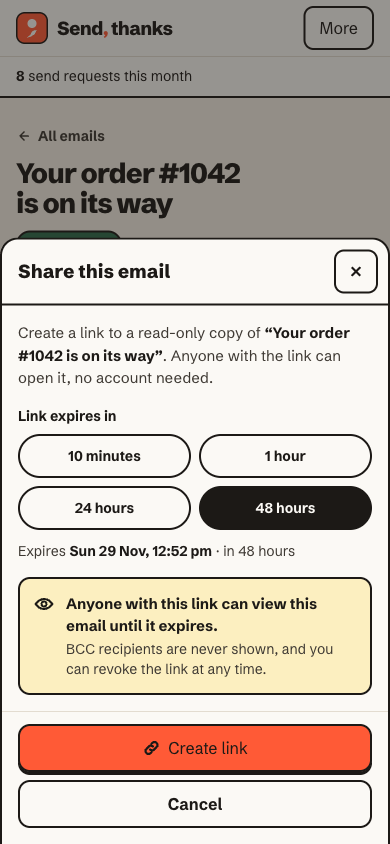 Send, thanks
More
8 send requests this month
← All emails
Your order #1042
is on its way
Share this email
×
Create a link to a read-only copy of “Your order
#1042 is on its way”. Anyone with the link can
open it, no account needed.
Link expires in
10 minutes
1 hour
24 hours
48 hours
Expires Sun 29 Nov, 12:52 pm · in 48 hours
Anyone with this link can view this
email until it expires.
BCC recipients are never shown, and you
can revoke the link at any time.
Create link
Cancel